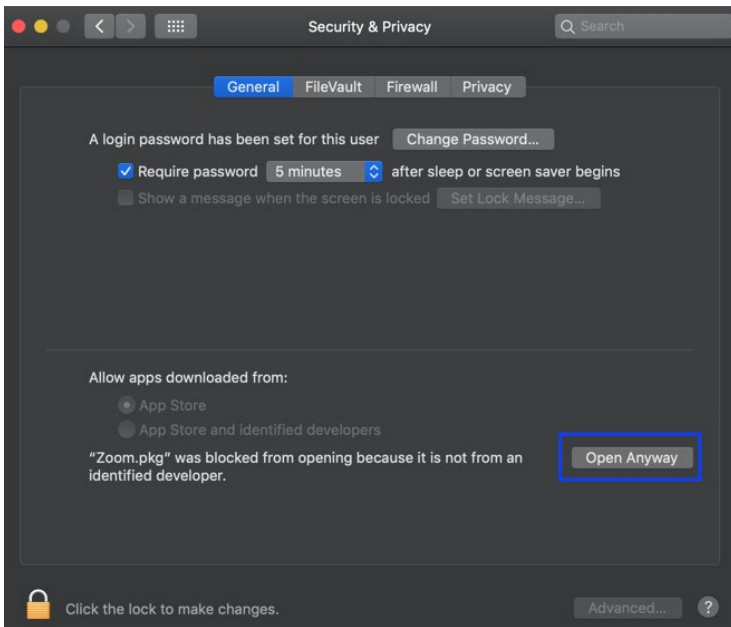 Security & Privacy
Search
General FileVault Firewall Privacy
A login password has been set for this user Change Password...
Require password 5 minutes after sleep or screen saver begins
Show a message when the screen is locked Set Lock Message...
Allow apps downloaded from:
App Store
App Store and identified developers
“Zoom.pkg” was blocked from opening because it is not from an
identified developer.
Open Anyway
Click the lock to make changes.
Advanced...
?